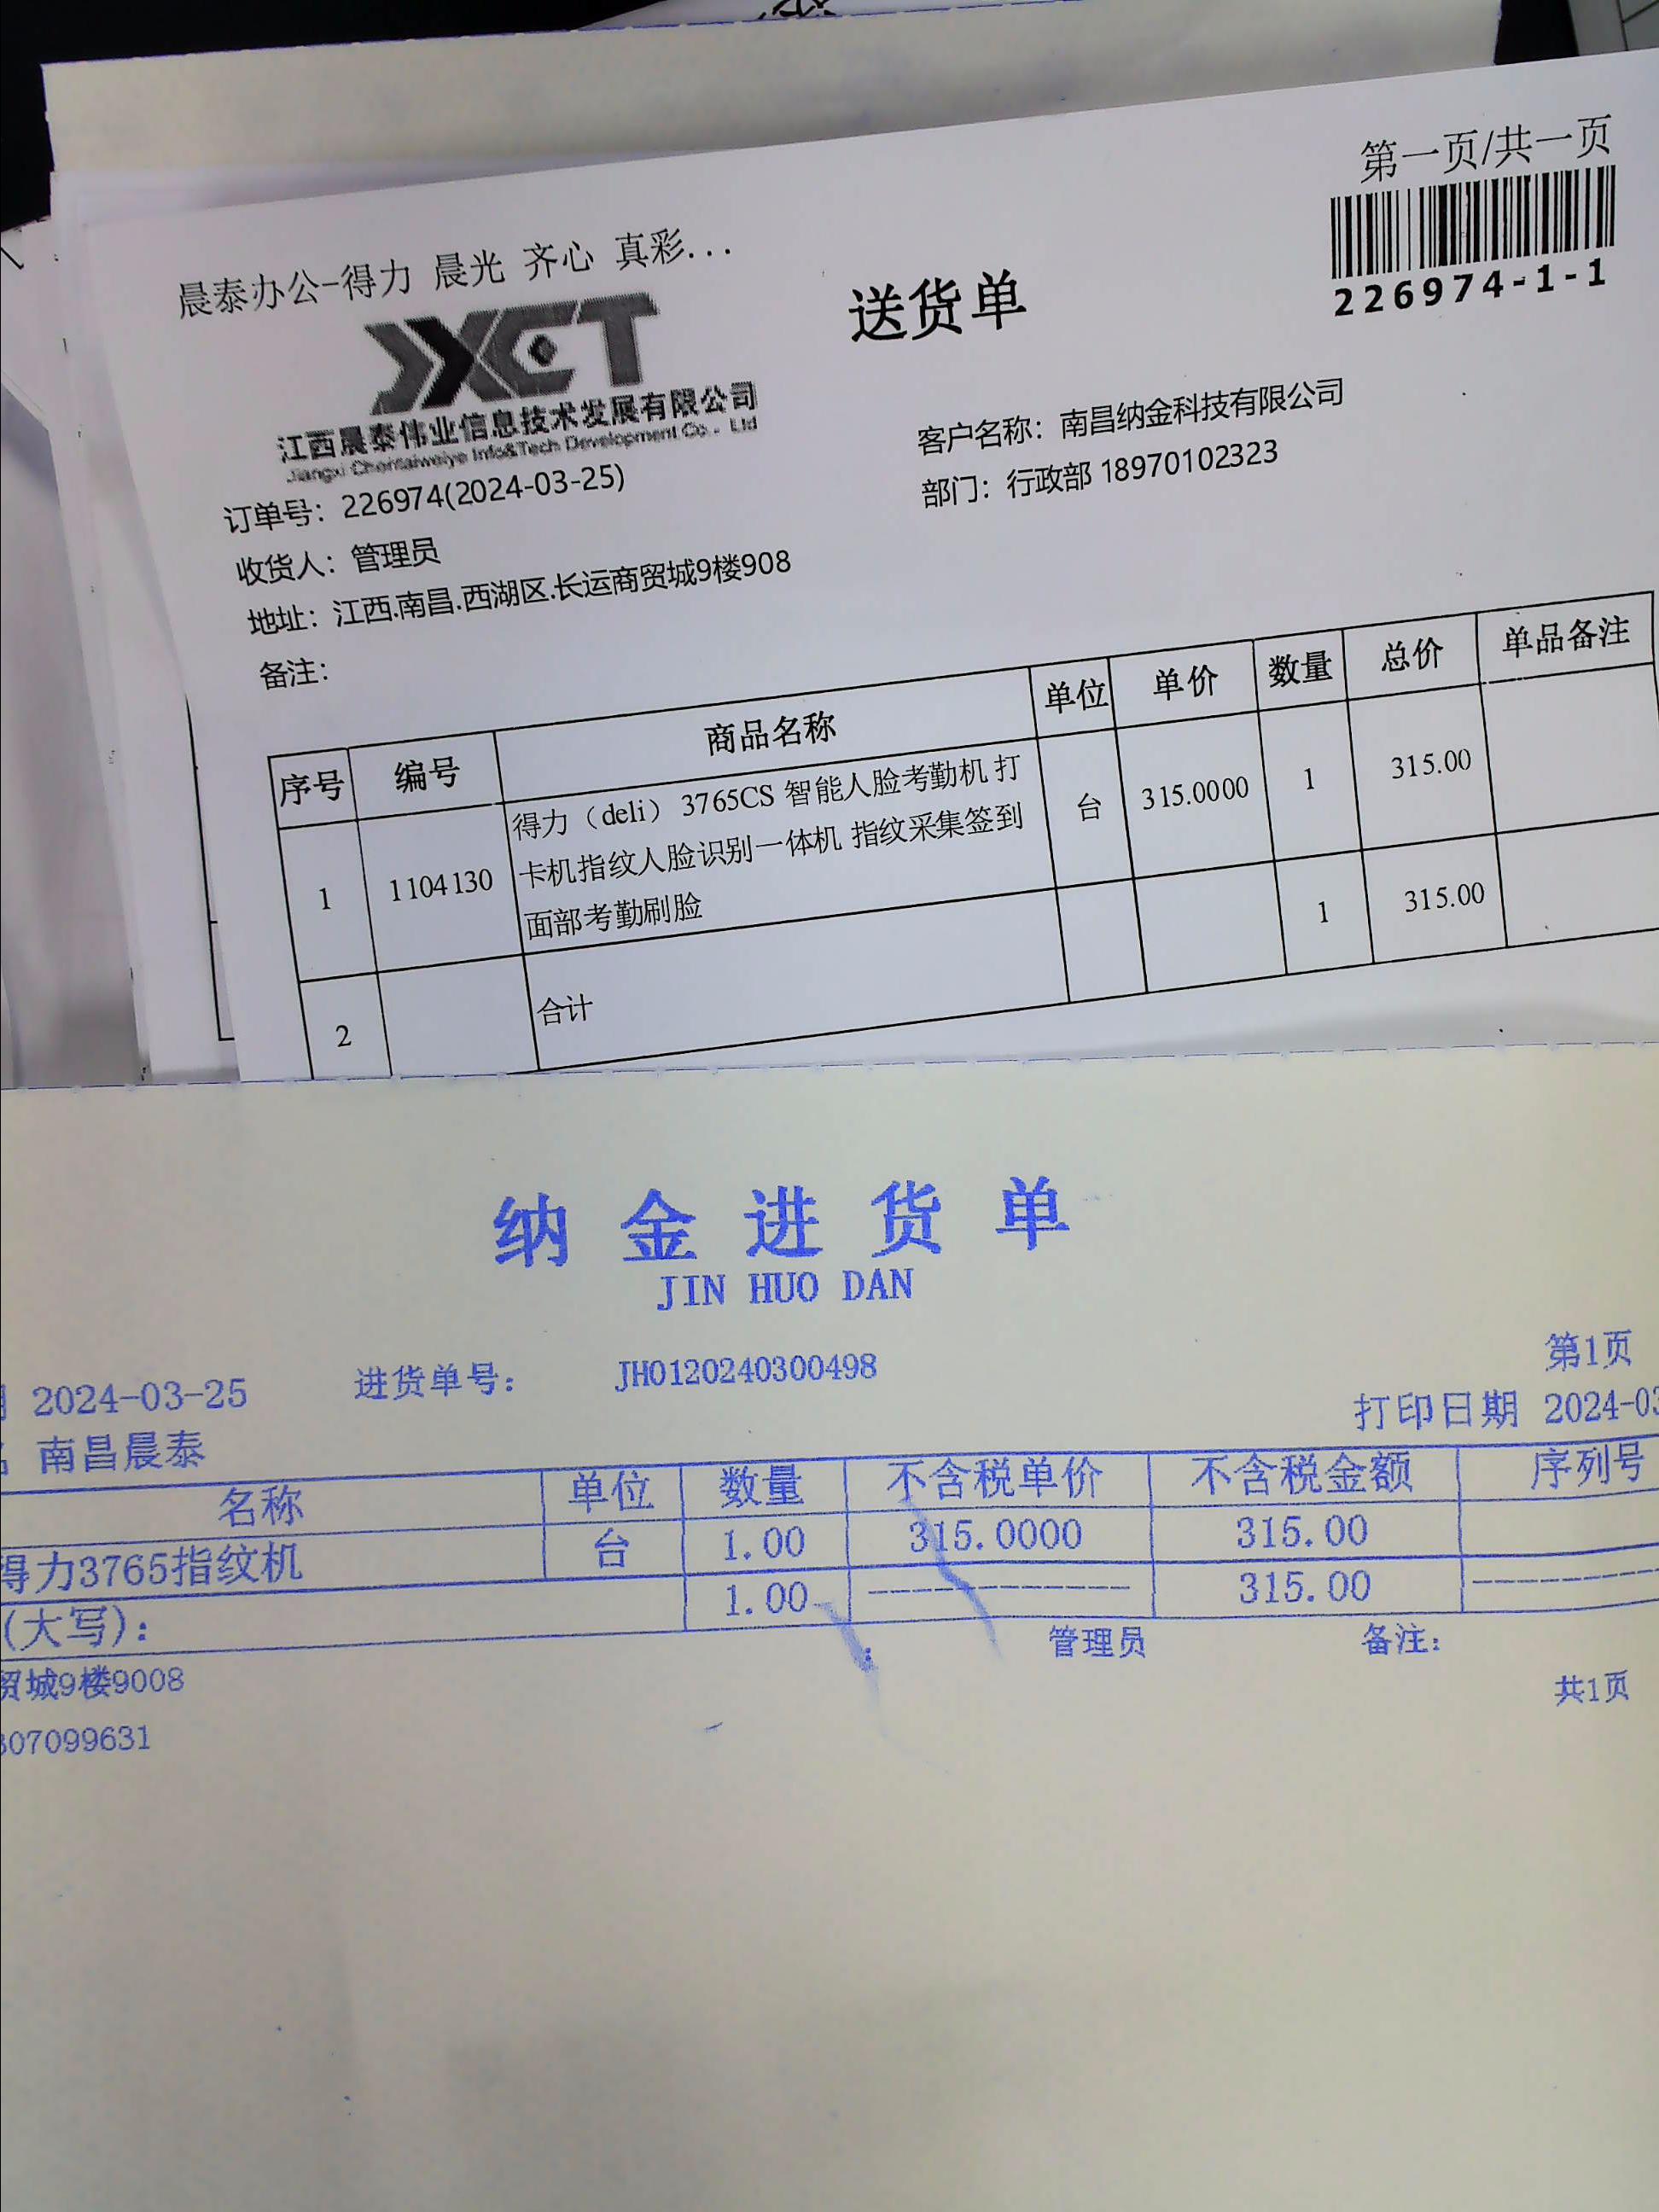 第一页/共一页
226974-1-1
晨泰办公-得力 晨光 齐心 真彩...
送货单
JXCT
江西晨泰伟业信息技术发展有限公司
Jiangxi Chentaiweiye Info&Tech Development Co., Ltd
客户名称：南昌纳金科技有限公司
订单号：226974(2024-03-25)
部门：行政部 18970102323
收货人：管理员
地址：江西.南昌.西湖区.长运商贸城9楼908
备注：
序号 编号 商品名称 单位 单价 数量 总价 单品备注
1 1104130 得力（deli） 3765CS 智能人脸考勤机 打 台 315.0000 1 315.00
卡机指纹人脸识别一体机 指纹采集签到
面部考勤刷脸
2 合计 1 315.00
纳金进货单
JIN HUO DAN
第1页
2024-03-25 进货单号： JH0120240300498
打印日期 2024-03
南昌晨泰
名称 单位 数量 不含税单价 不含税金额 序列号
得力3765指纹机 台 1.00 315.0000 315.00
(大写)： 1.00 315.00
： 管理员 备注：
贸城9楼9008
共1页
307099631